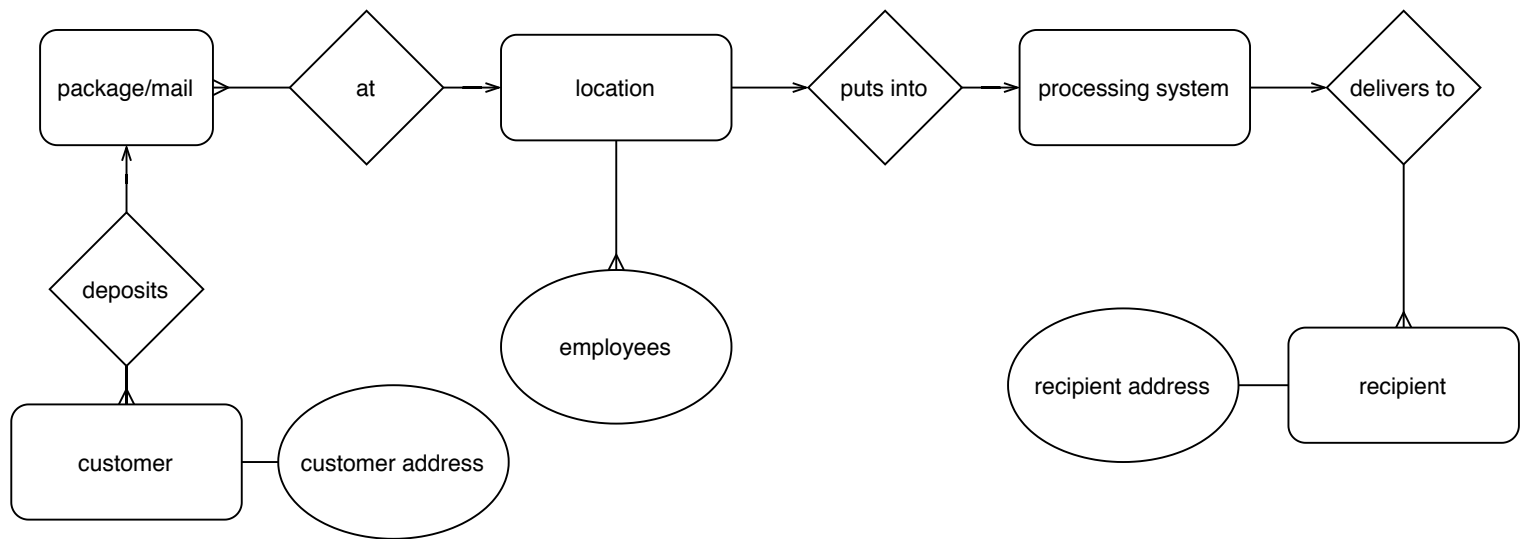 package/mail
at
location
puts into
processing system
delivers to
deposits
employees
recipient address
recipient
customer
customer address